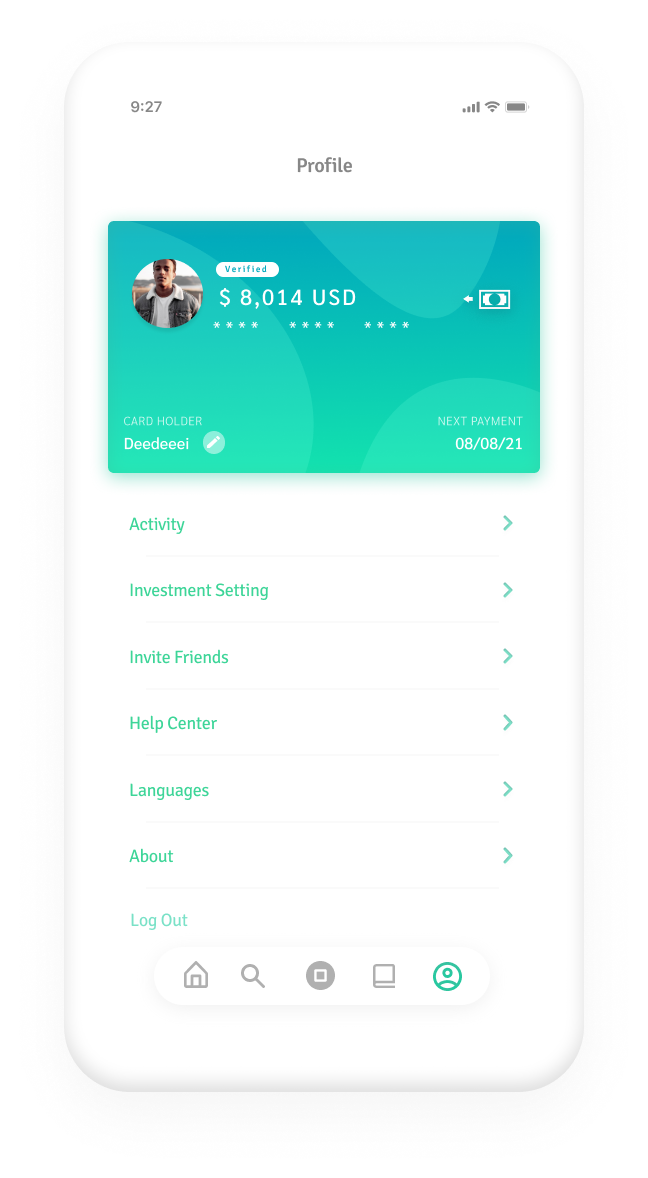 9:27
Profile
Verified
$ 8,014 USD
**** **** ****
CARD HOLDER
NEXT PAYMENT
Deedeeei
08/08/21
Activity
Investment Setting
Invite Friends
Help Center
Languages
About
Log Out